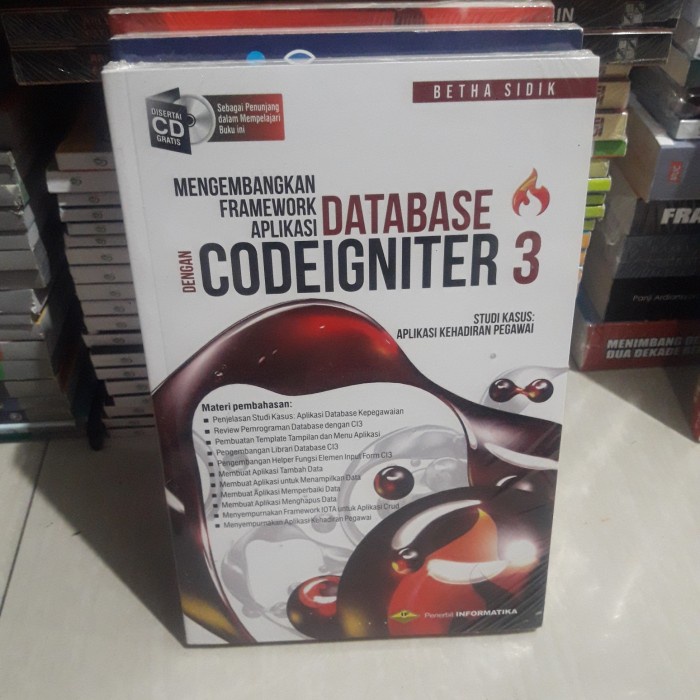 BETHA SIDIK
DISERTAI
CD
GRATIS
Sebagai Penunjang
dalam Mempelajari
Buku ini
MENGEMBANGKAN
FRAMEWORK
APLIKASI DATABASE
DENGAN CODEIGNITER 3
STUDI KASUS:
APLIKASI KEHADIRAN PEGAWAI
Materi pembahasan:
Penjelasan Studi Kasus: Aplikasi Database Kepegawaian
Review Pemrograman Database dengan CI3
Pembuatan Template Tampilan dan Menu Aplikasi
Pengembangan Librari Database CI3
Pengembangan Helper Fungsi Elemen Input Form CI3
Membuat Aplikasi Tambah Data
Membuat Aplikasi untuk Menampilkan Data
Membuat Aplikasi Memperbaiki Data
Membuat Aplikasi Menghapus Data
Menyempurnakan Framework IOTA untuk Aplikasi Crud
Menyempurnakan Aplikasi Kehadiran Pegawai
Penerbit INFORMATIKA
MENIMBANG
DUA DEKADE